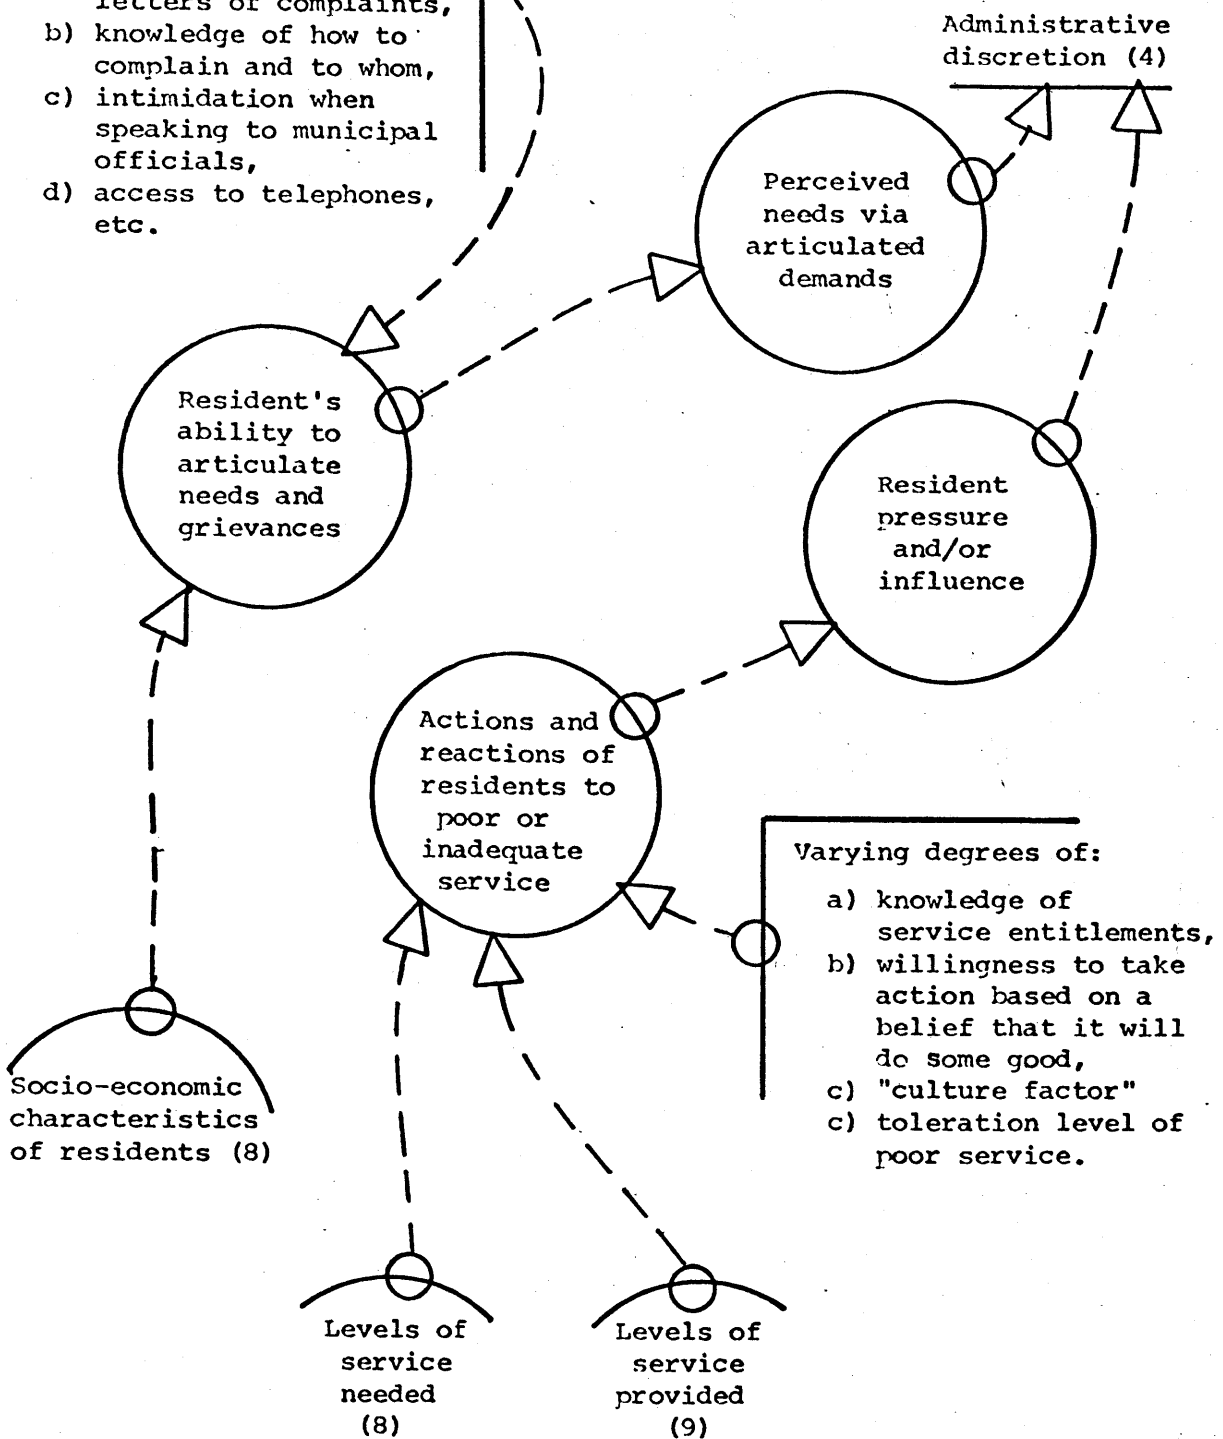 letters of complaints,
b) knowledge of how to
complain and to whom,
c) intimidation when
speaking to municipal
officials,
d) access to telephones,
etc.
Administrative
discretion (4)
Perceived
needs via
articulated
demands
Resident's
ability to
articulate
needs and
grievances
Resident
pressure
and/or
influence
Actions and
reactions of
residents to
poor or
inadequate
service
Varying degrees of:
a) knowledge of
service entitlements,
b) willingness to take
action based on a
belief that it will
do some good,
c) "culture factor"
c) toleration level of
poor service.
Socio-economic
characteristics
of residents (8)
Levels of
service
needed
(8)
Levels of
service
provided
(9)